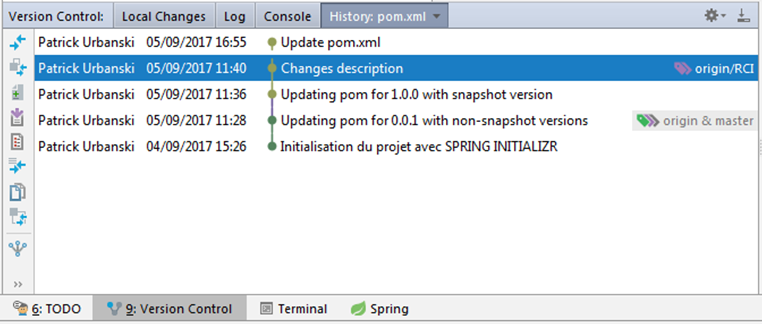 Version Control: Local Changes Log Console History: pom.xml
Patrick Urbanski 05/09/2017 16:55 Update pom.xml
Patrick Urbanski 05/09/2017 11:40 Changes description origin/RCI
Patrick Urbanski 05/09/2017 11:36 Updating pom for 1.0.0 with snapshot version
Patrick Urbanski 05/09/2017 11:28 Updating pom for 0.0.1 with non-snapshot versions origin & master
Patrick Urbanski 04/09/2017 15:26 Initialisation du projet avec SPRING INITIALIZR
>>
6: TODO 9: Version Control Terminal Spring